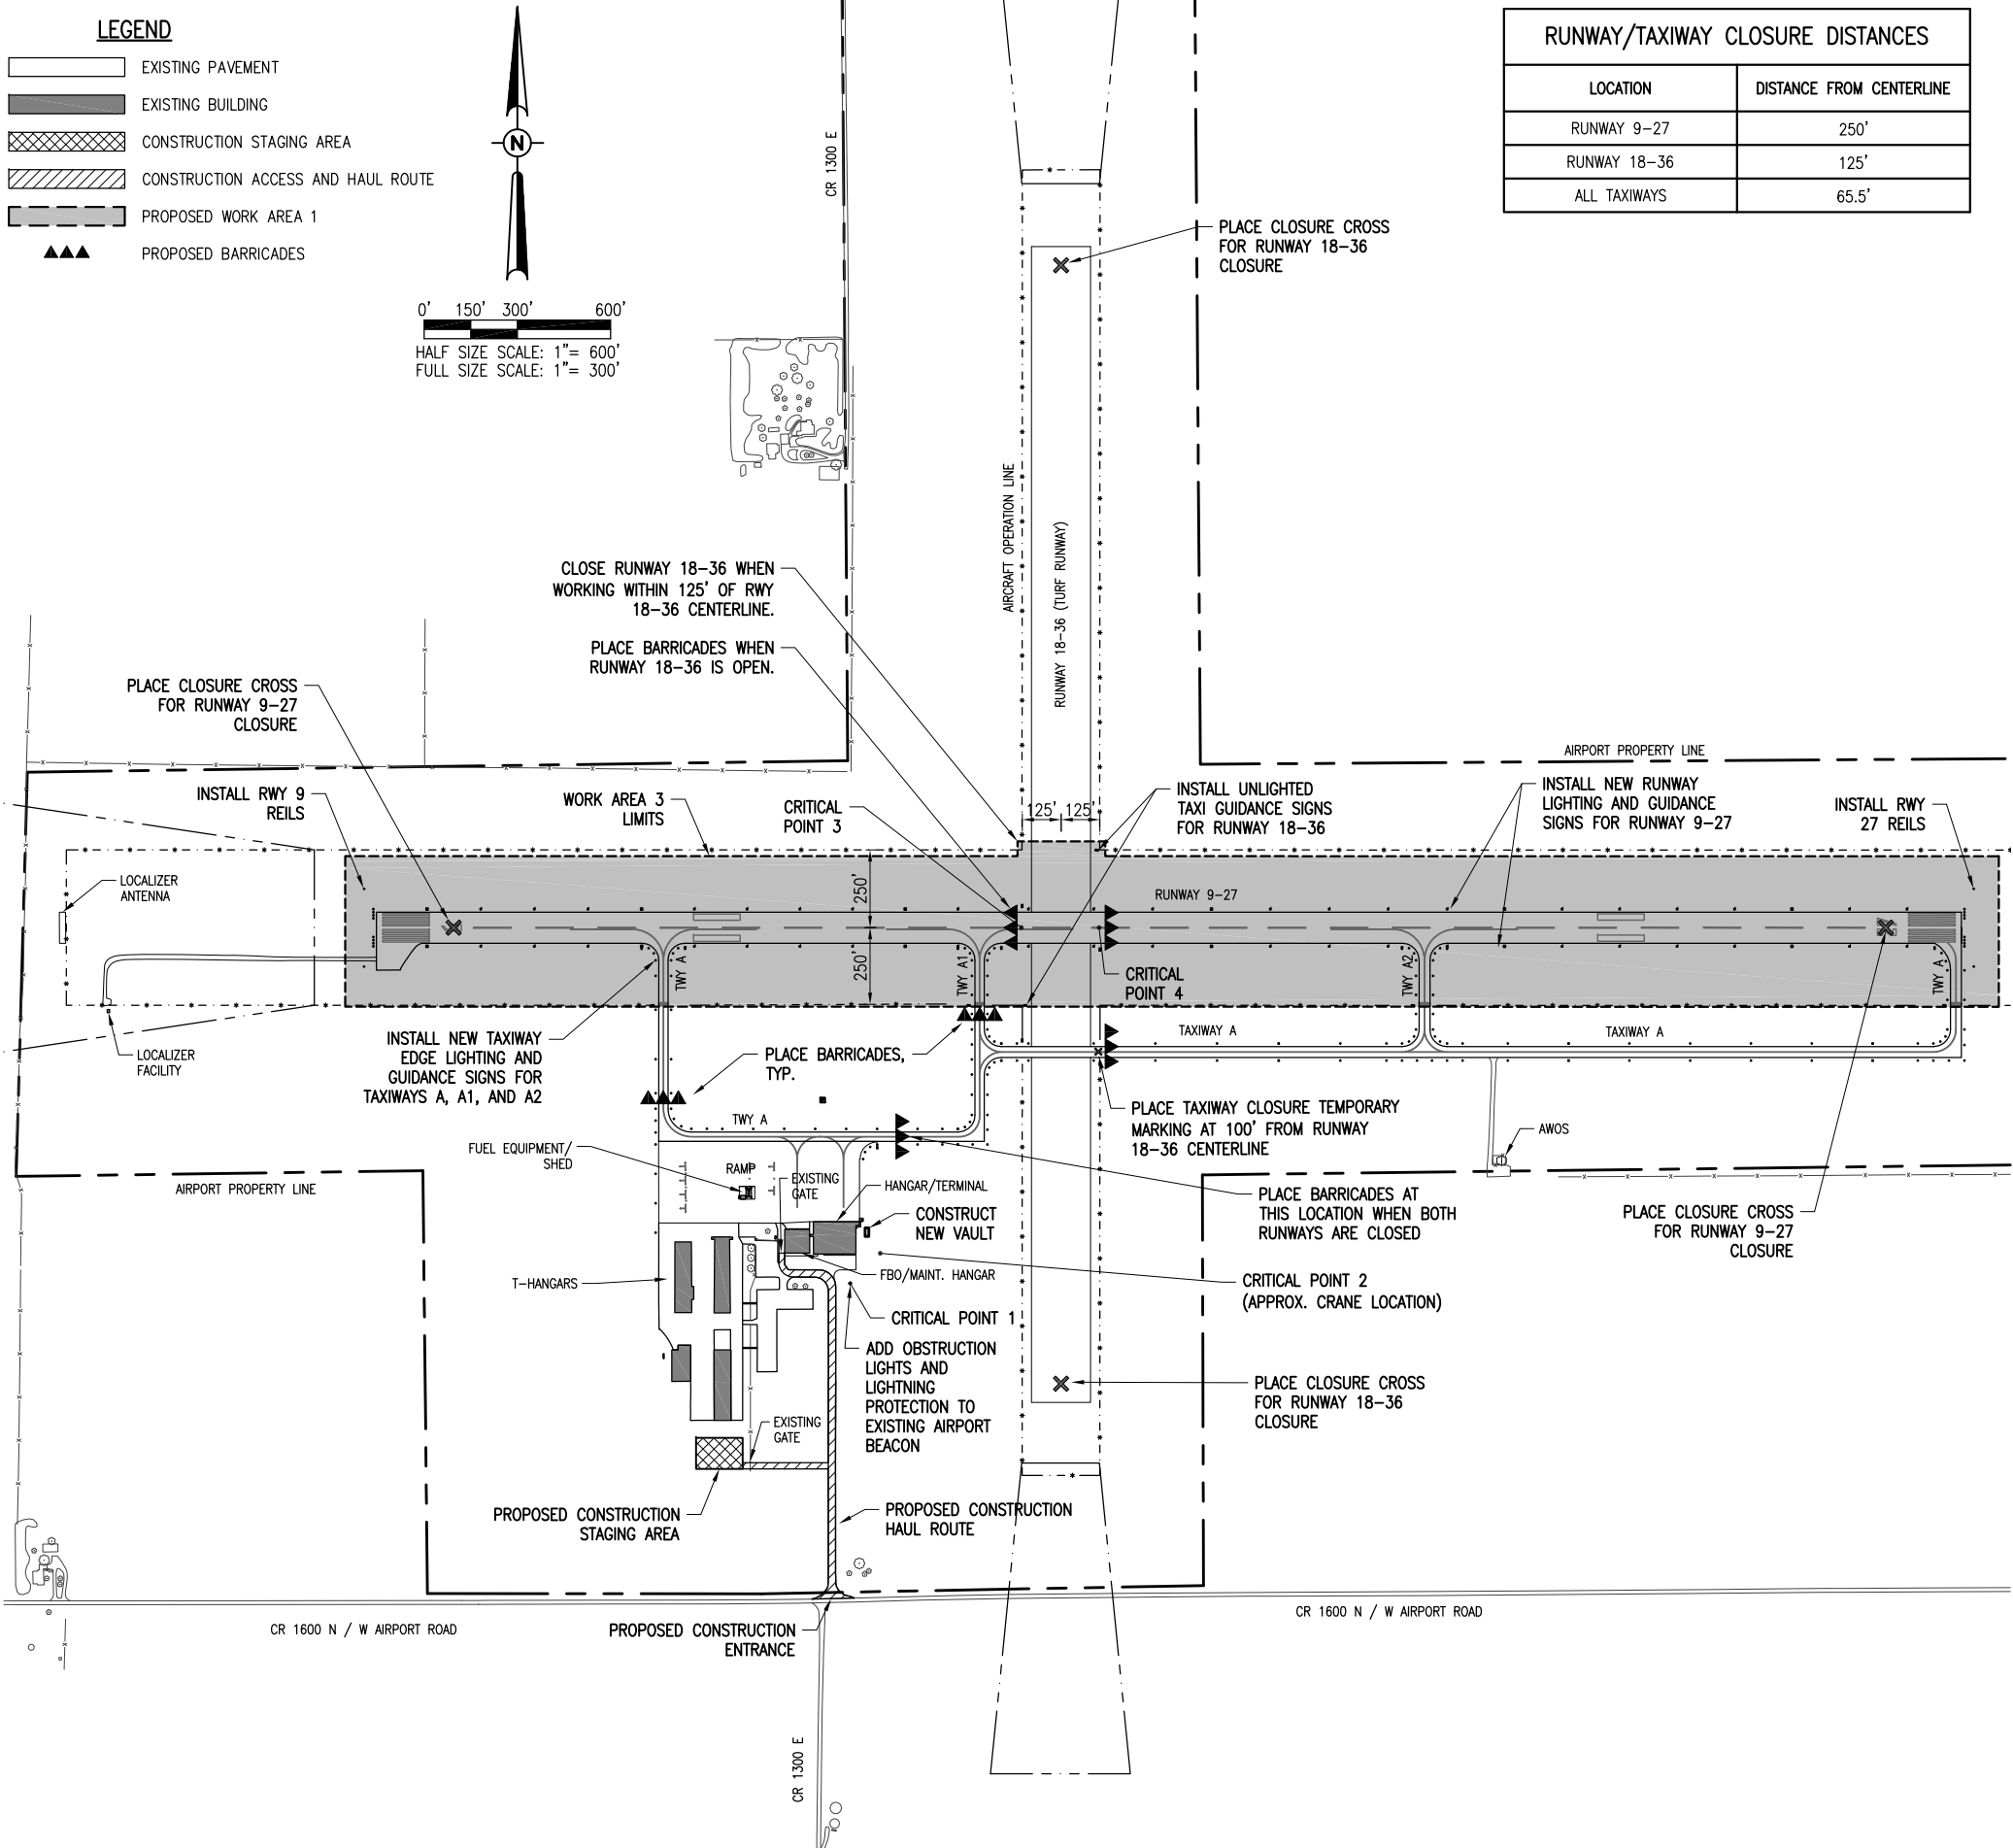 LEGEND
EXISTING PAVEMENT
EXISTING BUILDING
CONSTRUCTION STAGING AREA
CONSTRUCTION ACCESS AND HAUL ROUTE
PROPOSED WORK AREA 1
PROPOSED BARRICADES
N
0' 150' 300' 600'
HALF SIZE SCALE: 1"= 600'
FULL SIZE SCALE: 1"= 300'
RUNWAY/TAXIWAY CLOSURE DISTANCES
LOCATION DISTANCE FROM CENTERLINE
RUNWAY 9-27 250'
RUNWAY 18-36 125'
ALL TAXIWAYS 65.5'
CR 1300 E
PLACE CLOSURE CROSS
FOR RUNWAY 18-36
CLOSURE
AIRCRAFT OPERATION LINE
RUNWAY 18-36 (TURF RUNWAY)
CLOSE RUNWAY 18-36 WHEN
WORKING WITHIN 125' OF RWY
18-36 CENTERLINE.
PLACE BARRICADES WHEN
RUNWAY 18-36 IS OPEN.
PLACE CLOSURE CROSS
FOR RUNWAY 9-27
CLOSURE
AIRPORT PROPERTY LINE
INSTALL RWY 9
REILS
WORK AREA 3
LIMITS
CRITICAL
POINT 3
125' 125'
INSTALL UNLIGHTED
TAXI GUIDANCE SIGNS
FOR RUNWAY 18-36
INSTALL NEW RUNWAY
LIGHTING AND GUIDANCE
SIGNS FOR RUNWAY 9-27
INSTALL RWY
27 REILS
LOCALIZER
ANTENNA
250'
RUNWAY 9-27
250'
TWY A
TWY A1
CRITICAL
POINT 4
TWY A2
TWY A
LOCALIZER
FACILITY
INSTALL NEW TAXIWAY
EDGE LIGHTING AND
GUIDANCE SIGNS FOR
TAXIWAYS A, A1, AND A2
PLACE BARRICADES,
TYP.
TAXIWAY A
TAXIWAY A
TWY A
PLACE TAXIWAY CLOSURE TEMPORARY
MARKING AT 100' FROM RUNWAY
18-36 CENTERLINE
AWOS
FUEL EQUIPMENT/
SHED
RAMP
EXISTING
GATE
HANGAR/TERMINAL
AIRPORT PROPERTY LINE
CONSTRUCT
NEW VAULT
PLACE BARRICADES AT
THIS LOCATION WHEN BOTH
RUNWAYS ARE CLOSED
PLACE CLOSURE CROSS
FOR RUNWAY 9-27
CLOSURE
T-HANGARS
FBO/MAINT. HANGAR
CRITICAL POINT 2
(APPROX. CRANE LOCATION)
CRITICAL POINT 1
ADD OBSTRUCTION
LIGHTS AND
LIGHTNING
PROTECTION TO
EXISTING AIRPORT
BEACON
PLACE CLOSURE CROSS
FOR RUNWAY 18-36
CLOSURE
EXISTING
GATE
PROPOSED CONSTRUCTION
STAGING AREA
PROPOSED CONSTRUCTION
HAUL ROUTE
CR 1600 N / W AIRPORT ROAD
PROPOSED CONSTRUCTION
ENTRANCE
CR 1600 N / W AIRPORT ROAD
CR 1300 E